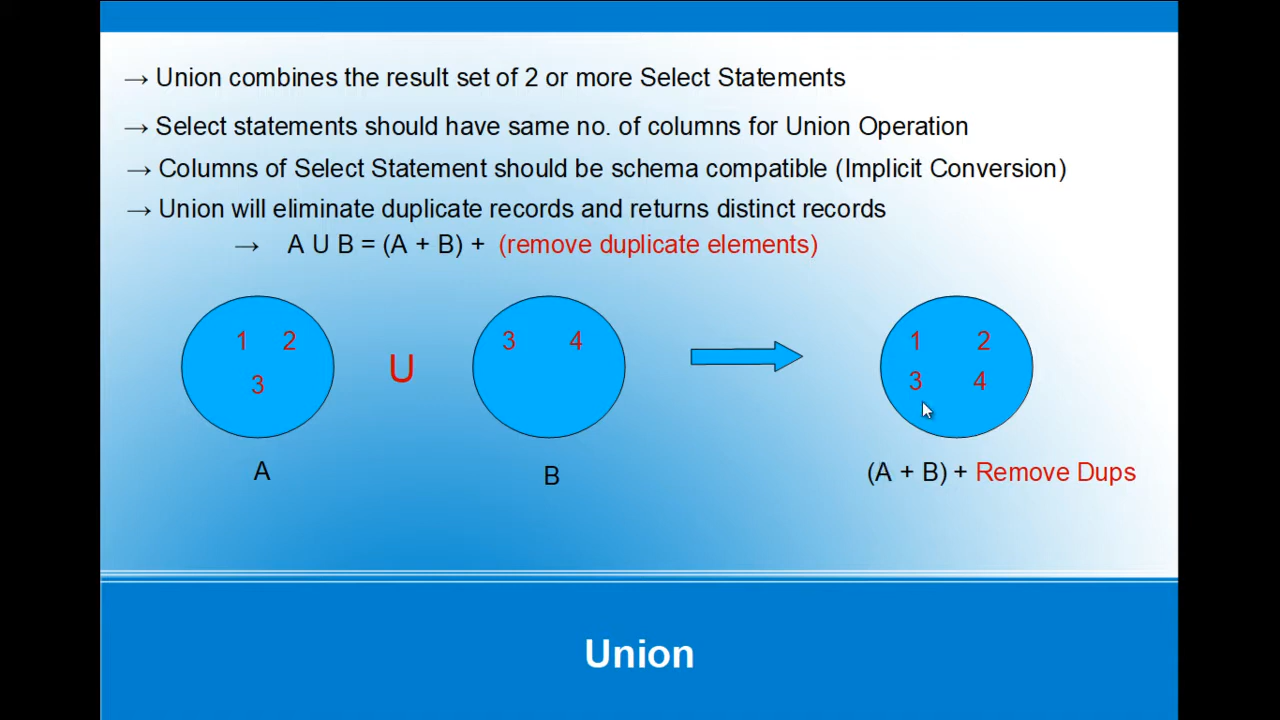 → Union combines the result set of 2 or more Select Statements
→ Select statements should have same no. of columns for Union Operation
→ Columns of Select Statement should be schema compatible (Implicit Conversion)
→ Union will eliminate duplicate records and returns distinct records
→ A U B = (A + B) + (remove duplicate elements)
1 2
3
A
U
3 4
B
1 2
3 4
(A + B) + Remove Dups
Union